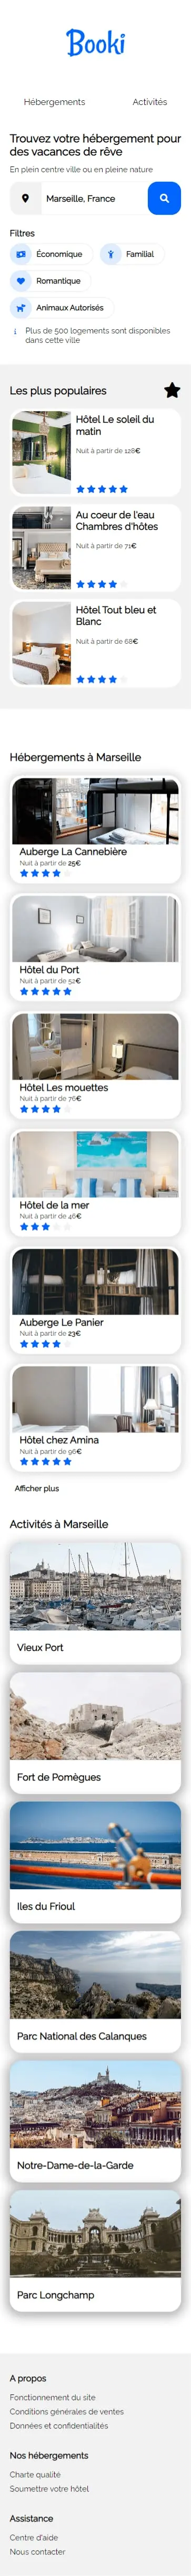 Booki
Hébergements
Activités
Trouvez votre hébergement pour
des vacances de rêve
En plein centre ville ou en pleine nature
Marseille, France
Filtres
Économique
Familial
Romantique
Animaux Autorisés
Plus de 500 logements sont disponibles
dans cette ville
Les plus populaires
Hôtel Le soleil du
matin
Nuit à partir de 128€
Au coeur de l'eau
Chambres d'hôtes
Nuit à partir de 71€
Hôtel Tout bleu et
Blanc
Nuit à partir de 68€
Hébergements à Marseille
Auberge La Cannebière
Nuit à partir de 25€
Hôtel du Port
Nuit à partir de 52€
Hôtel Les mouettes
Nuit à partir de 76€
Hôtel de la mer
Nuit à partir de 46€
Auberge Le Panier
Nuit à partir de 23€
Hôtel chez Amina
Nuit à partir de 96€
Afficher plus
Activités à Marseille
Vieux Port
Fort de Pomègues
Iles du Frioul
Parc National des Calanques
Notre-Dame-de-la-Garde
Parc Longchamp
A propos
Fonctionnement du site
Conditions générales de ventes
Données et confidentialités
Nos hébergements
Charte qualité
Soumettre votre hôtel
Assistance
Centre d'aide
Nous contacter